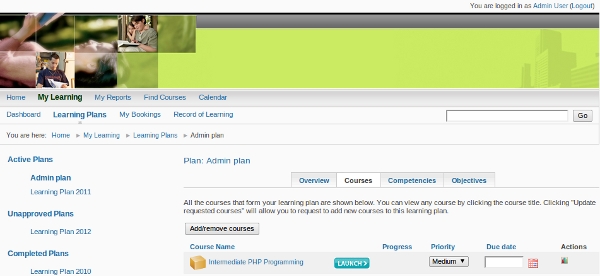 You are logged in as Admin User (Logout)
Home My Learning My Reports Find Courses Calendar
Dashboard Learning Plans My Bookings Record of Learning Go
You are here: Home ► My Learning ► Learning Plans ► Admin plan
Active Plans
Admin plan
Learning Plan 2011
Unapproved Plans
Learning Plan 2012
Completed Plans
Learning Plan 2010
Plan: Admin plan
Overview Courses Competencies Objectives
All the courses that form your learning plan are shown below. You can view any course by clicking the course title. Clicking "Update
requested courses" will allow you to request to add new courses to this learning plan.
Add/remove courses
Course Name Progress Priority Due date Actions
Intermediate PHP Programming LAUNCH Medium